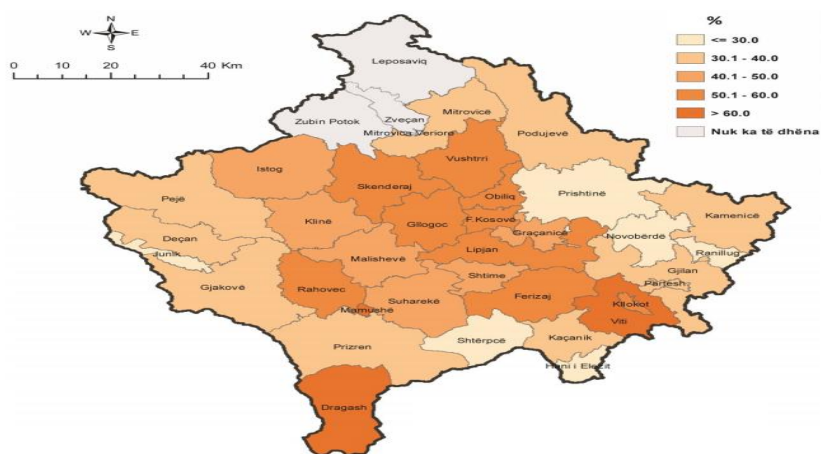 N
W E
S
0 10 20 40 Km
%
<= 30.0
30.1 - 40.0
40.1 - 50.0
50.1 - 60.0
> 60.0
Nuk ka të dhëna
Leposaviq
Zveçan
Zubin Potok
Mitrovicë
Mitrovica Veriore
Podujevë
Istog
Vushtrri
Skenderaj
Pejë
Obiliq
Prishtinë
Kamenicë
Klinë
Gllogoc
F.Kosovë
Graçanicë
Novobërdë
Deçan
Junik
Lipjan
Ranillug
Malishevë
Gjilan
Shtime
Partesh
Gjakovë
Rahovec
Suharekë
Ferizaj
Kllokot
Mamushë
Viti
Prizren
Shtërpcë
Kaçanik
Hani i Elezit
Dragash